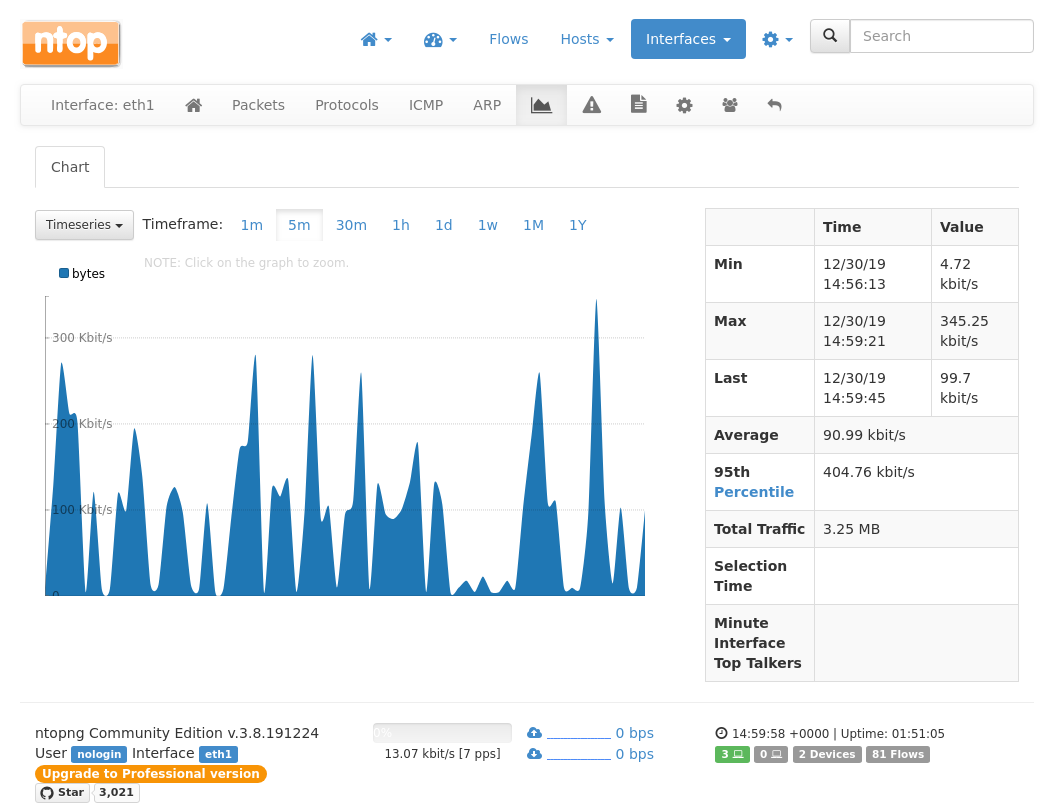 ntop
Flows
Hosts
Interfaces
Search
Interface: eth1
Packets
Protocols
ICMP
ARP
Chart
Timeseries
Timeframe:
1m
5m
30m
1h
1d
1w
1M
1Y
NOTE: Click on the graph to zoom.
bytes
300 Kbit/s
200 Kbit/s
100 Kbit/s
0
Time Value
Min 12/30/19 14:56:13 4.72 kbit/s
Max 12/30/19 14:59:21 345.25 kbit/s
Last 12/30/19 14:59:45 99.7 kbit/s
Average 90.99 kbit/s
95th Percentile 404.76 kbit/s
Total Traffic 3.25 MB
Selection Time
Minute Interface Top Talkers
ntopng Community Edition v.3.8.191224
User nologin Interface eth1
Upgrade to Professional version
Star 3,021
0%
13.07 kbit/s [7 pps]
0 bps
0 bps
14:59:58 +0000 | Uptime: 01:51:05
3 0 2 Devices 81 Flows